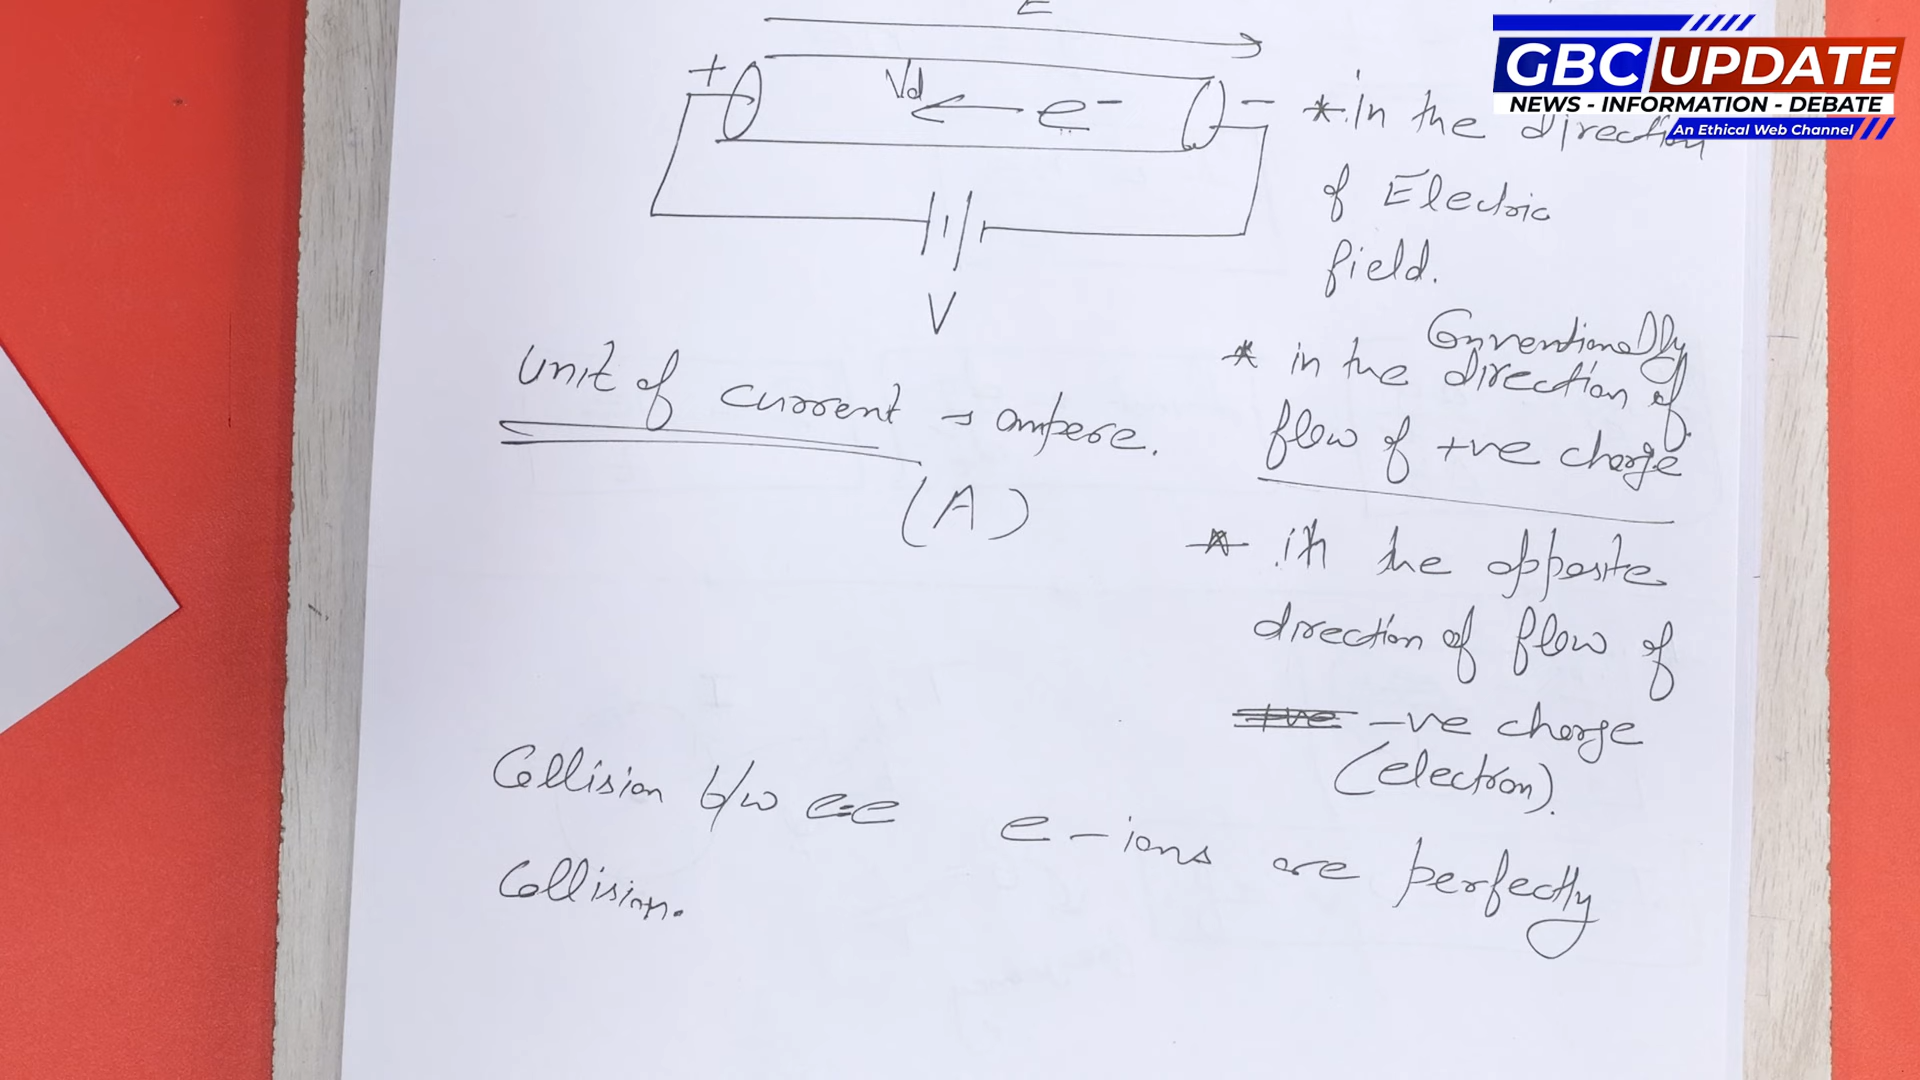 E
+ Vd e- -
V
* in the direction
of Electric
field.
Conventionally
* in the direction of
flow of +ve charge
* in the opposite
direction of flow of
+ve -ve charge
(electron).
unit of current → ampere.
(A)
Collision b/w e-e e-ions are perfectly
Collision.
GBC UPDATE
NEWS - INFORMATION - DEBATE
An Ethical Web Channel